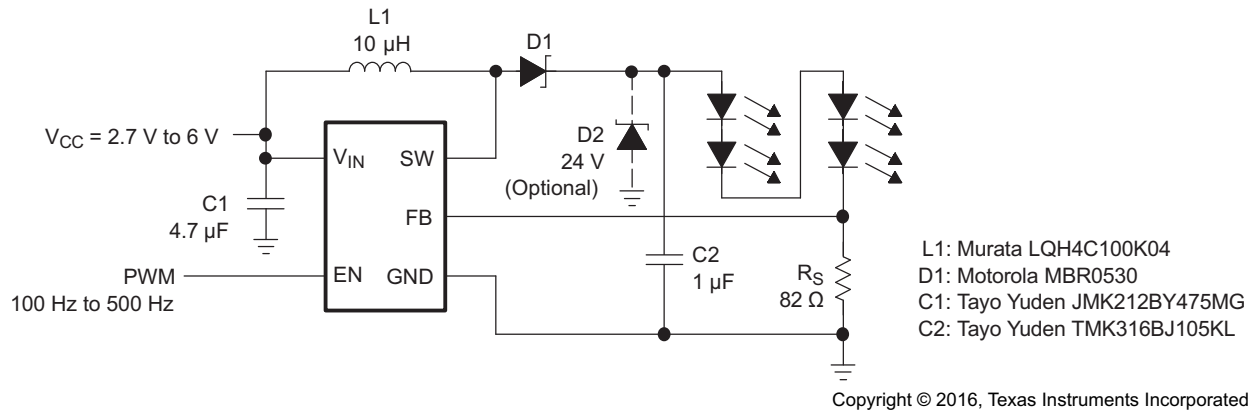 L1
10 µH
D1
V_CC = 2.7 V to 6 V
V_IN
SW
D2
24 V
(Optional)
C1
4.7 µF
FB
C2
1 µF
R_S
82 Ω
PWM
100 Hz to 500 Hz
EN
GND
L1: Murata LQH4C100K04
D1: Motorola MBR0530
C1: Tayo Yuden JMK212BY475MG
C2: Tayo Yuden TMK316BJ105KL
Copyright © 2016, Texas Instruments Incorporated